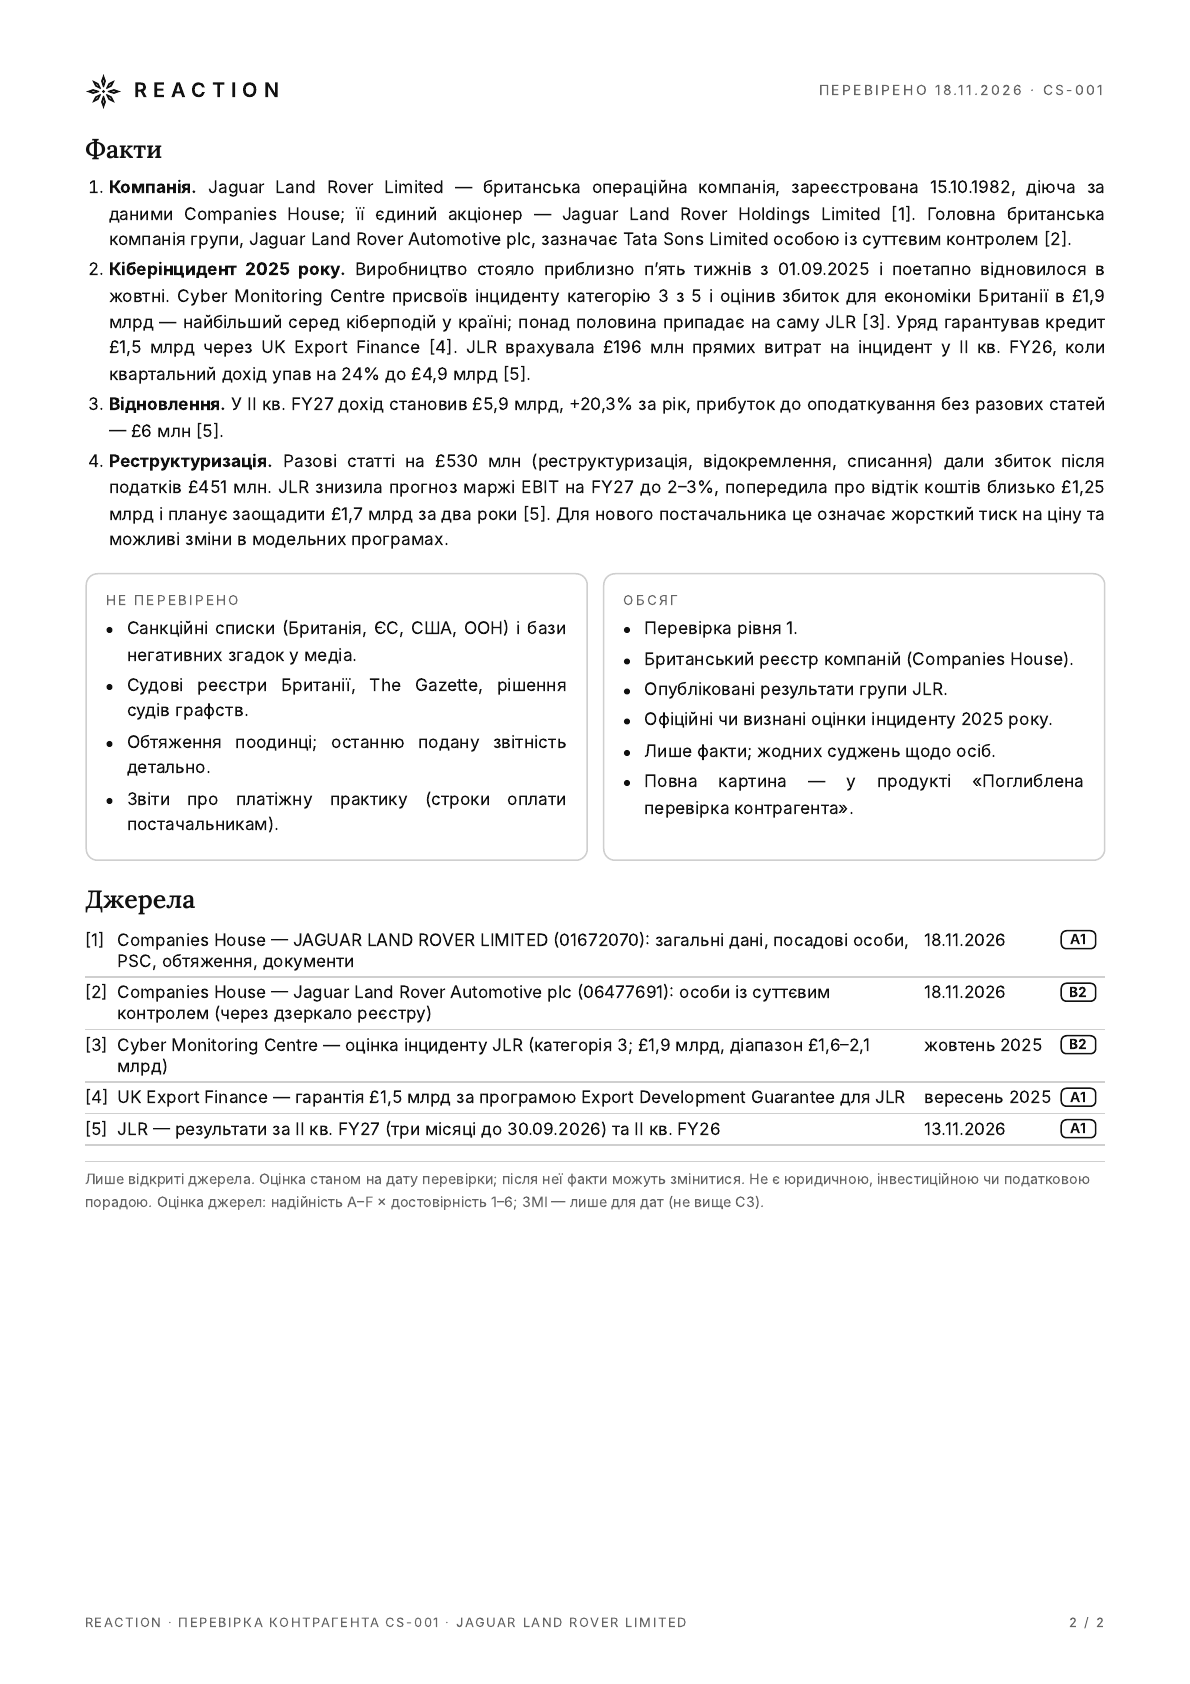 REACTION
ПЕРЕВІРЕНО 18.11.2026 · CS-001
Факти
1. Компанія. Jaguar Land Rover Limited — британська операційна компанія, зареєстрована 15.10.1982, діюча за
даними Companies House; її єдиний акціонер — Jaguar Land Rover Holdings Limited [1]. Головна британська
компанія групи, Jaguar Land Rover Automotive plc, зазначає Tata Sons Limited особою із суттєвим контролем [2].
2. Кіберінцидент 2025 року. Виробництво стояло приблизно п’ять тижнів з 01.09.2025 і поетапно відновилося в
жовтні. Cyber Monitoring Centre присвоїв інциденту категорію 3 з 5 і оцінив збиток для економіки Британії в £1,9
млрд — найбільший серед кіберподій у країні; понад половина припадає на саму JLR [3]. Уряд гарантував кредит
£1,5 млрд через UK Export Finance [4]. JLR врахувала £196 млн прямих витрат на інцидент у II кв. FY26, коли
квартальний дохід упав на 24% до £4,9 млрд [5].
3. Відновлення. У II кв. FY27 дохід становив £5,9 млрд, +20,3% за рік, прибуток до оподаткування без разових статей
— £6 млн [5].
4. Реструктуризація. Разові статті на £530 млн (реструктуризація, відокремлення, списання) дали збиток після
податків £451 млн. JLR знизила прогноз маржі EBIT на FY27 до 2–3%, попередила про відтік коштів близько £1,25
млрд і планує заощадити £1,7 млрд за два роки [5]. Для нового постачальника це означає жорсткий тиск на ціну та
можливі зміни в модельних програмах.
НЕ ПЕРЕВІРЕНО
• Санкційні списки (Британія, ЄС, США, ООН) і бази
негативних згадок у медіа.
• Судові реєстри Британії, The Gazette, рішення
судів графств.
• Обтяження поодинці; останню подану звітність
детально.
• Звіти про платіжну практику (строки оплати
постачальникам).
ОБСЯГ
• Перевірка рівня 1.
• Британський реєстр компаній (Companies House).
• Опубліковані результати групи JLR.
• Офіційні чи визнані оцінки інциденту 2025 року.
• Лише факти; жодних суджень щодо осіб.
• Повна картина — у продукті «Поглиблена
перевірка контрагента».
Джерела
[1] Companies House — JAGUAR LAND ROVER LIMITED (01672070): загальні дані, посадові особи, 18.11.2026 A1
PSC, обтяження, документи
[2] Companies House — Jaguar Land Rover Automotive plc (06477691): особи із суттєвим 18.11.2026 B2
контролем (через дзеркало реєстру)
[3] Cyber Monitoring Centre — оцінка інциденту JLR (категорія 3; £1,9 млрд, діапазон £1,6–2,1 жовтень 2025 B2
млрд)
[4] UK Export Finance — гарантія £1,5 млрд за програмою Export Development Guarantee для JLR вересень 2025 A1
[5] JLR — результати за II кв. FY27 (три місяці до 30.09.2026) та II кв. FY26 13.11.2026 A1
Лише відкриті джерела. Оцінка станом на дату перевірки; після неї факти можуть змінитися. Не є юридичною, інвестиційною чи податковою
порадою. Оцінка джерел: надійність A–F × достовірність 1–6; ЗМІ — лише для дат (не вище C3).
REACTION · ПЕРЕВІРКА КОНТРАГЕНТА CS-001 · JAGUAR LAND ROVER LIMITED
2 / 2